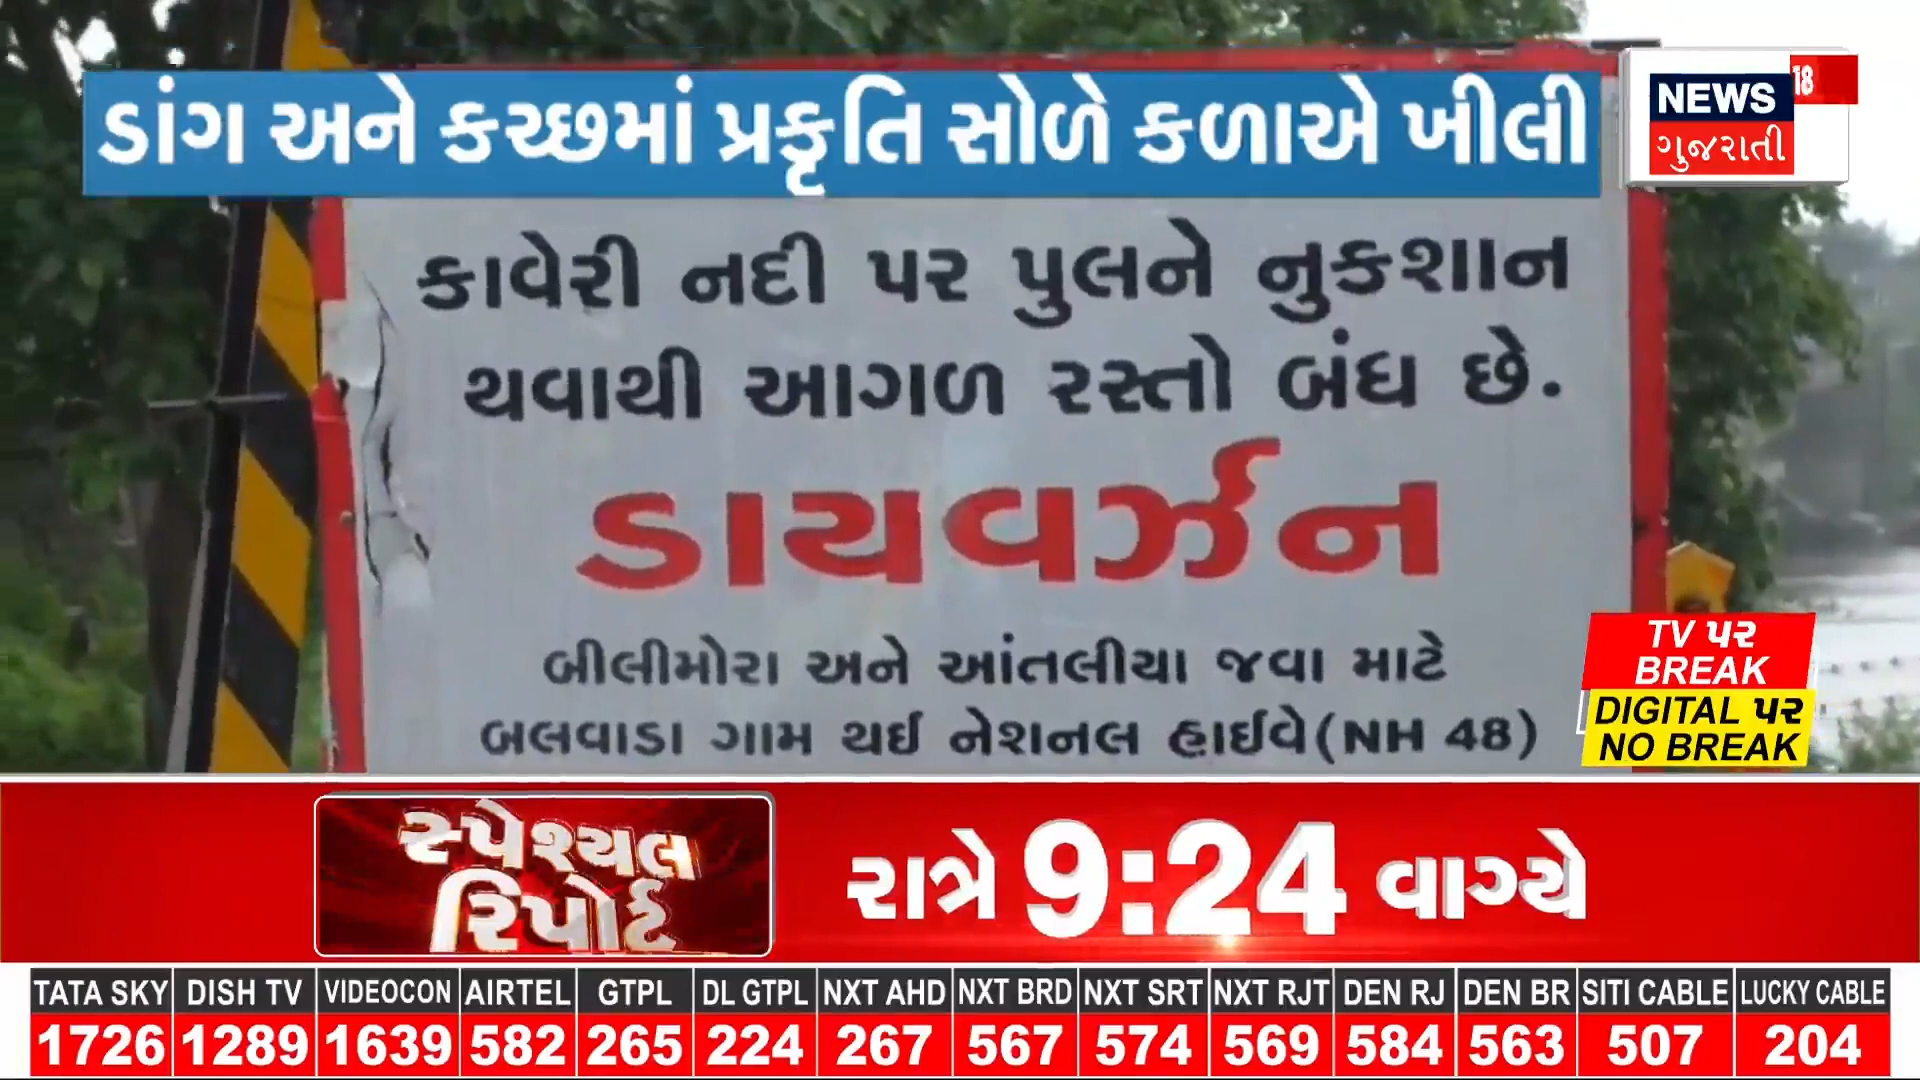 ડાંગ અને કચ્છમાં પ્રકૃતિ સોળે કળાએ ખીલી
NEWS 18
ગુજરાતી
કાવેરી નદી પર પુલને નુકશાન
થવાથી આગળ રસ્તો બંધ છે.
ડાયવર્ઝન
બીલીમોરા અને આંતલીયા જવા માટે
બલવાડા ગામ થઈ નેશનલ હાઈવે(NH 48)
TV પર
BREAK
DIGITAL પર
NO BREAK
સ્પેશ્યલ
રિપોર્ટ
રાત્રે 9:24 વાગ્યે
TATA SKY DISH TV VIDEOCON AIRTEL GTPL DL GTPL NXT AHD NXT BRD NXT SRT NXT RJT DEN RJ DEN BR SITI CABLE LUCKY CABLE
1726 1289 1639 582 265 224 267 567 574 569 584 563 507 204